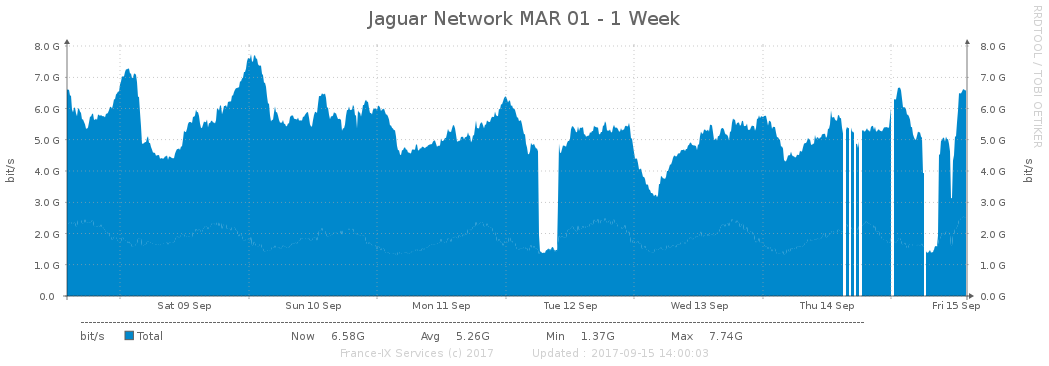 Jaguar Network MAR 01 - 1 Week
RRDTOOL / TOBI OETIKER
8.0 G 8.0 G
7.0 G 7.0 G
6.0 G 6.0 G
5.0 G 5.0 G
4.0 G 4.0 G
3.0 G 3.0 G
2.0 G 2.0 G
1.0 G 1.0 G
0.0 0.0 G
bit/s bit/s
Sat 09 Sep Sun 10 Sep Mon 11 Sep Tue 12 Sep Wed 13 Sep Thu 14 Sep Fri 15 Sep
bit/s Total Now 6.58G Avg 5.26G Min 1.37G Max 7.74G
France-IX Services (c) 2017 Updated : 2017-09-15 14:00:03